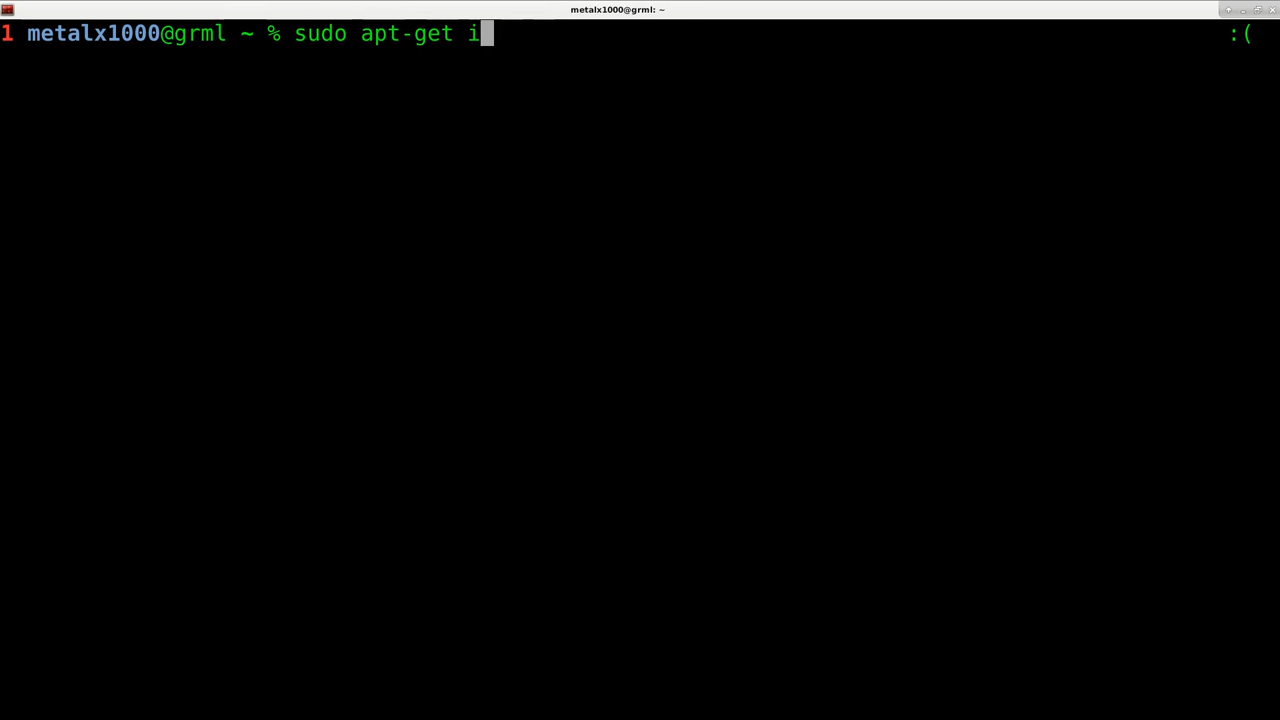 metalx1000@grml: ~
1 metalx1000@grml ~ % sudo apt-get i :(